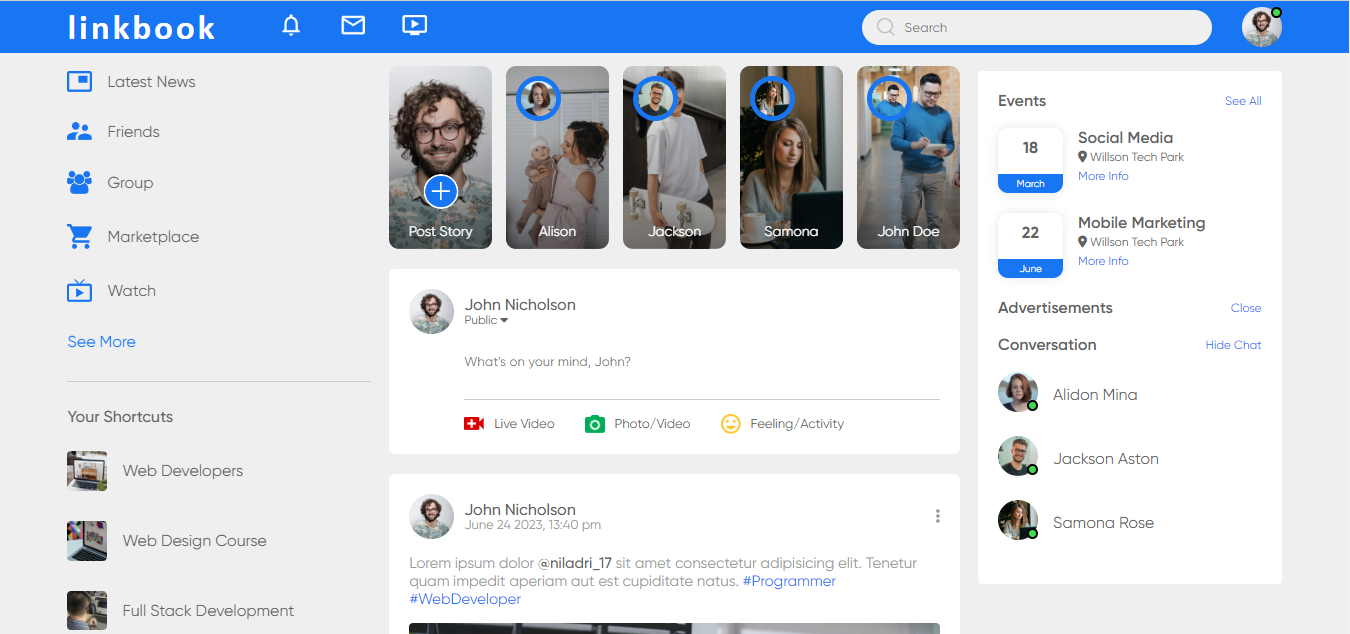 linkbook
Search
Latest News
Friends
Group
Marketplace
Watch
See More
Your Shortcuts
Web Developers
Web Design Course
Full Stack Development
Post Story
Alison
Jackson
Samona
John Doe
John Nicholson
Public
What's on your mind, John?
Live Video
Photo/Video
Feeling/Activity
John Nicholson
June 24 2023, 13:40 pm
Lorem ipsum dolor @niladri_17 sit amet consectetur adipisicing elit. Tenetur
quam impedit aperiam aut est cupiditate natus. #Programmer
#WebDeveloper
Events
See All
18
March
Social Media
Willson Tech Park
More Info
22
June
Mobile Marketing
Willson Tech Park
More Info
Advertisements
Close
Conversation
Hide Chat
Alidon Mina
Jackson Aston
Samona Rose